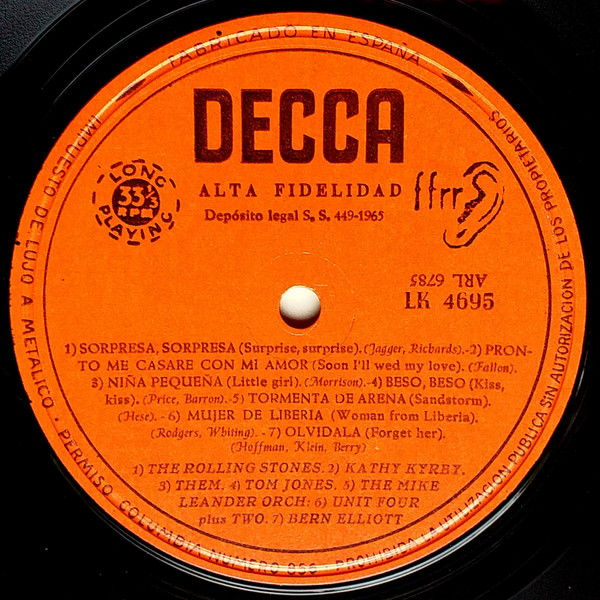 FABRICADO EN ESPAÑA
DECCA
ALTA FIDELIDAD
ffrr
Depósito legal S. S. 449-1965
LONG
33⅓
RPM
PLAYING
ARL 6785
LK 4695
1) SORPRESA, SORPRESA (Surprise, surprise). (Jagger, Richards).-2) PRON-
TO ME CASARE CON MI AMOR (Soon I'll wed my love). (Fallon).
3) NIÑA PEQUEÑA (Little girl). (Morrison).-4) BESO, BESO (Kiss,
kiss). (Price, Barron).-5) TORMENTA DE ARENA (Sandstorm).
(Hese).-6) MUJER DE LIBERIA (Woman from Liberia).
(Rodgers, Whiting).-7) OLVIDALA (Forget her).
(Hoffman, Klein, Berry)
1) THE ROLLING STONES. 2) KATHY KYRBY.
3) THEM. 4) TOM JONES. 5) THE MIKE
LEANDER ORCH: 6) UNIT FOUR
plus TWO. 7) BERN ELLIOTT
IMPUESTO DE LUJO A METALICO · PERMISO COLUMBIA NUMERO 886 · PROHIBIDA LA UTILIZACION PUBLICA SIN AUTORIZACION DE LOS PROPIETARIOS